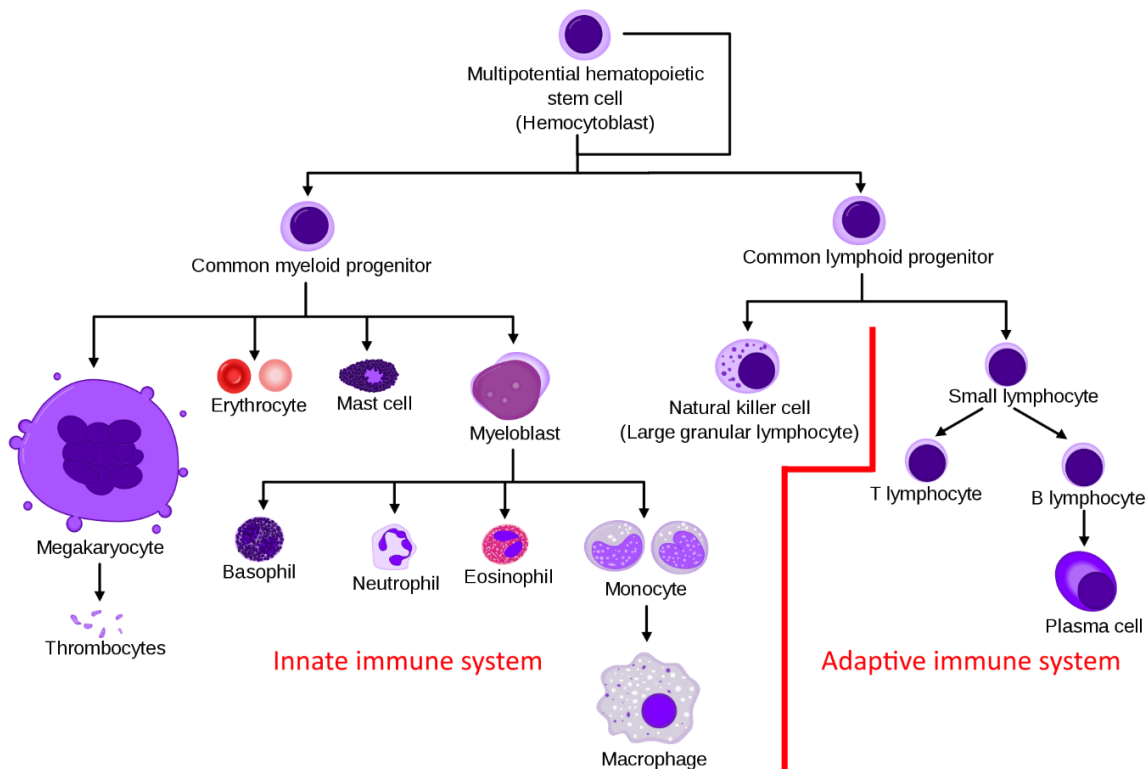 Multipotential hematopoietic
stem cell
(Hemocytoblast)
Common myeloid progenitor
Common lymphoid progenitor
Erythrocyte
Mast cell
Myeloblast
Natural killer cell
(Large granular lymphocyte)
Small lymphocyte
T lymphocyte
B lymphocyte
Megakaryocyte
Basophil
Neutrophil
Eosinophil
Monocyte
Plasma cell
Thrombocytes
Innate immune system
Adaptive immune system
Macrophage